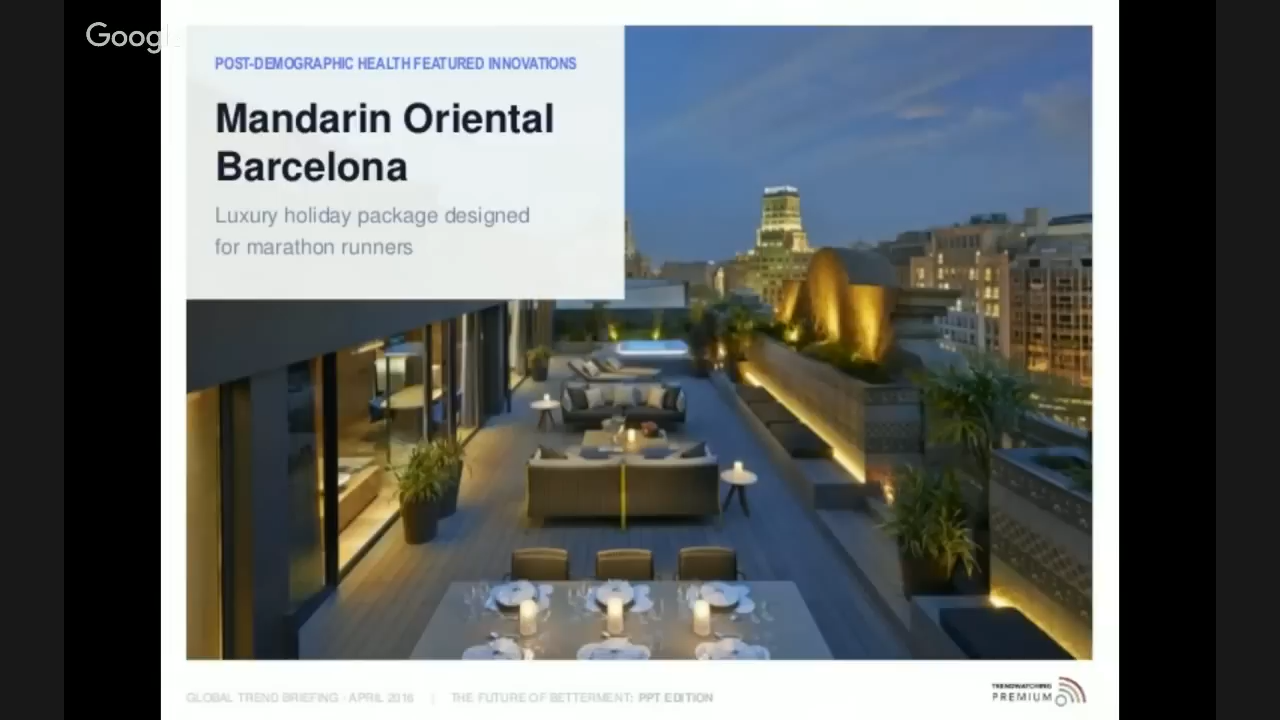 Google
POST-DEMOGRAPHIC HEALTH FEATURED INNOVATIONS
Mandarin Oriental
Barcelona
Luxury holiday package designed
for marathon runners
GLOBAL TREND BRIEFING · APRIL 2016 | THE FUTURE OF BETTERMENT: PPT EDITION
TRENDWATCHING
PREMIUM